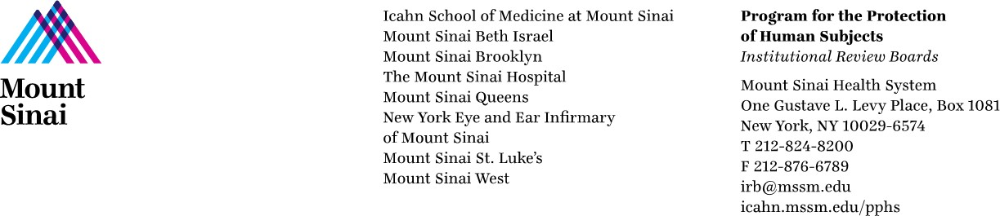 Mount
Sinai
Icahn School of Medicine at Mount Sinai
Mount Sinai Beth Israel
Mount Sinai Brooklyn
The Mount Sinai Hospital
Mount Sinai Queens
New York Eye and Ear Infirmary
of Mount Sinai
Mount Sinai St. Luke’s
Mount Sinai West
Program for the Protection
of Human Subjects
Institutional Review Boards
Mount Sinai Health System
One Gustave L. Levy Place, Box 1081
New York, NY 10029-6574
T 212-824-8200
F 212-876-6789
irb@mssm.edu
icahn.mssm.edu/pphs